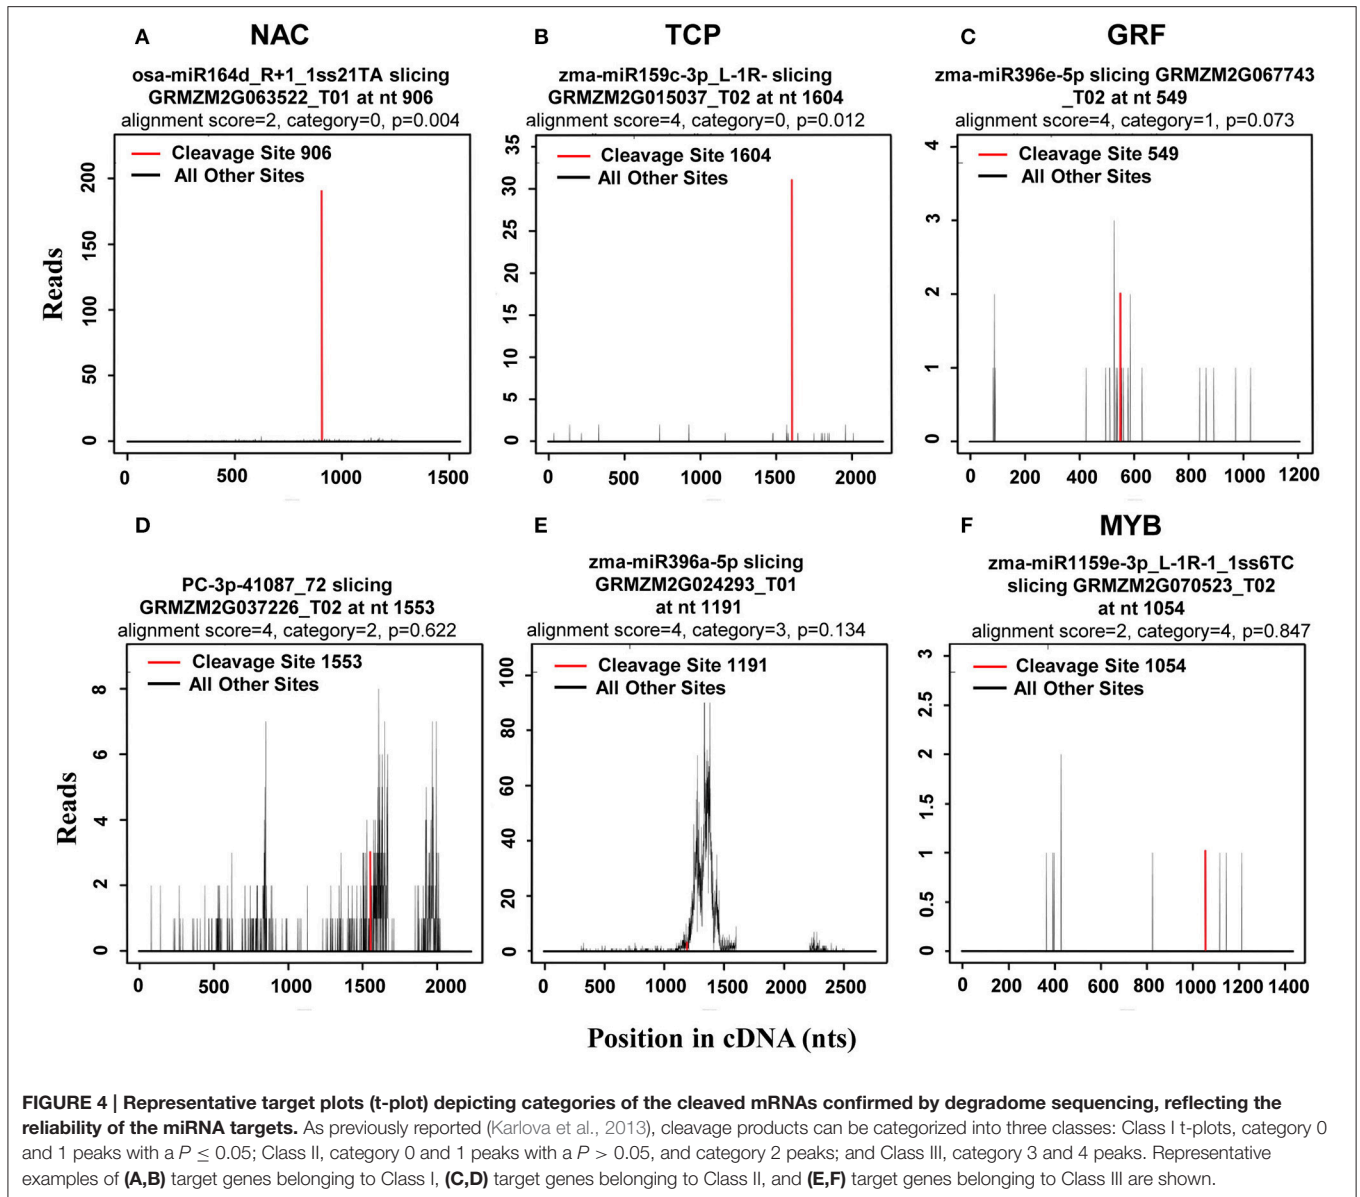 A NAC
osa-miR164d_R+1_1ss21TA slicing
GRMZM2G063522_T01 at nt 906
alignment score=2, category=0, p=0.004
Cleavage Site 906
All Other Sites
200
150
100
50
0
0 500 1000 1500
Reads
B TCP
zma-miR159c-3p_L-1R- slicing
GRMZM2G015037_T02 at nt 1604
alignment score=4, category=0, p=0.012
Cleavage Site 1604
All Other Sites
35
30
25
20
15
10
5
0
0 500 1000 1500 2000
C GRF
zma-miR396e-5p slicing GRMZM2G067743
_T02 at nt 549
alignment score=4, category=1, p=0.073
Cleavage Site 549
All Other Sites
4
3
2
1
0
0 200 400 600 800 1000 1200
D
PC-3p-41087_72 slicing
GRMZM2G037226_T02 at nt 1553
alignment score=4, category=2, p=0.622
Cleavage Site 1553
All Other Sites
8
6
4
2
0
0 500 1000 1500 2000
Reads
E
zma-miR396a-5p slicing
GRMZM2G024293_T01
at nt 1191
alignment score=4, category=3, p=0.134
Cleavage Site 1191
All Other Sites
100
80
60
40
20
0
0 500 1000 1500 2000 2500
F MYB
zma-miR1159e-3p_L-1R-1_1ss6TC
slicing GRMZM2G070523_T02
at nt 1054
alignment score=2, category=4, p=0.847
Cleavage Site 1054
All Other Sites
3
2.5
2
1.5
1
0.5
0
0 200 400 600 800 1000 1200 1400
Position in cDNA (nts)
FIGURE 4 | Representative target plots (t-plot) depicting categories of the cleaved mRNAs confirmed by degradome sequencing, reflecting the
reliability of the miRNA targets. As previously reported (Karlova et al., 2013), cleavage products can be categorized into three classes: Class I t-plots, category 0
and 1 peaks with a P ≤ 0.05; Class II, category 0 and 1 peaks with a P > 0.05, and category 2 peaks; and Class III, category 3 and 4 peaks. Representative
examples of (A,B) target genes belonging to Class I, (C,D) target genes belonging to Class II, and (E,F) target genes belonging to Class III are shown.